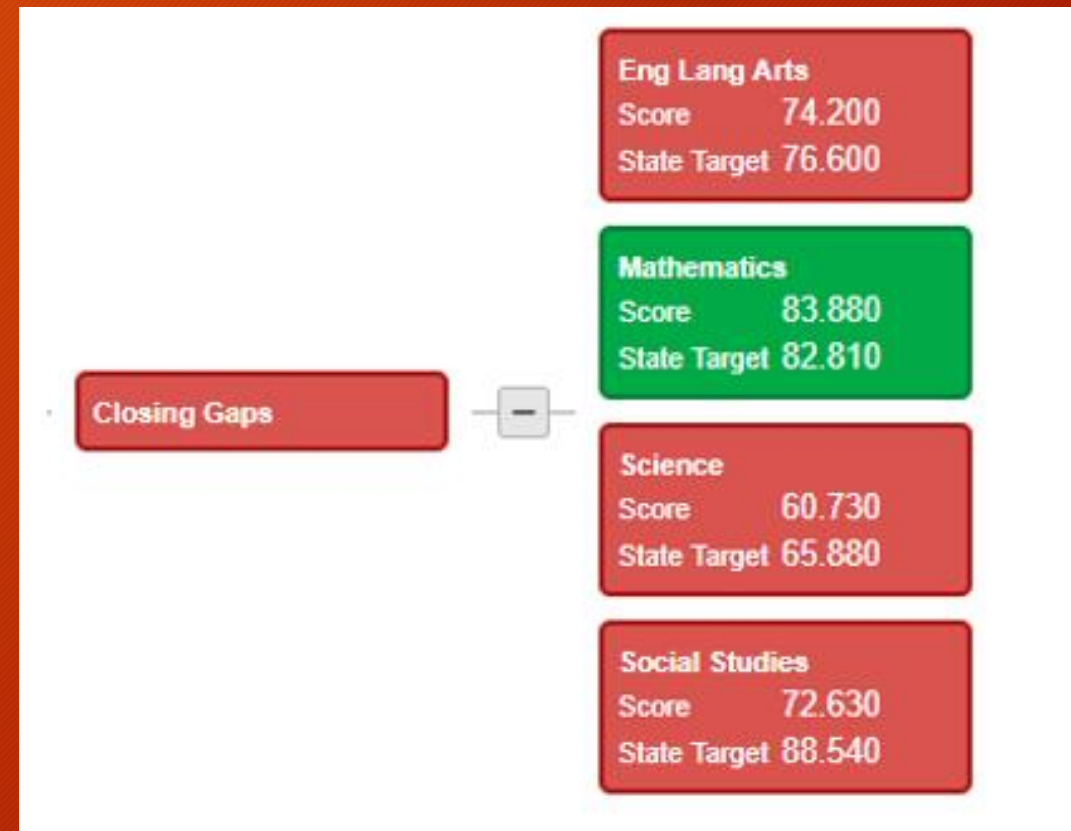 Closing Gaps
Eng Lang Arts
Score 74.200
State Target 76.600
Mathematics
Score 83.880
State Target 82.810
Science
Score 60.730
State Target 65.880
Social Studies
Score 72.630
State Target 88.540